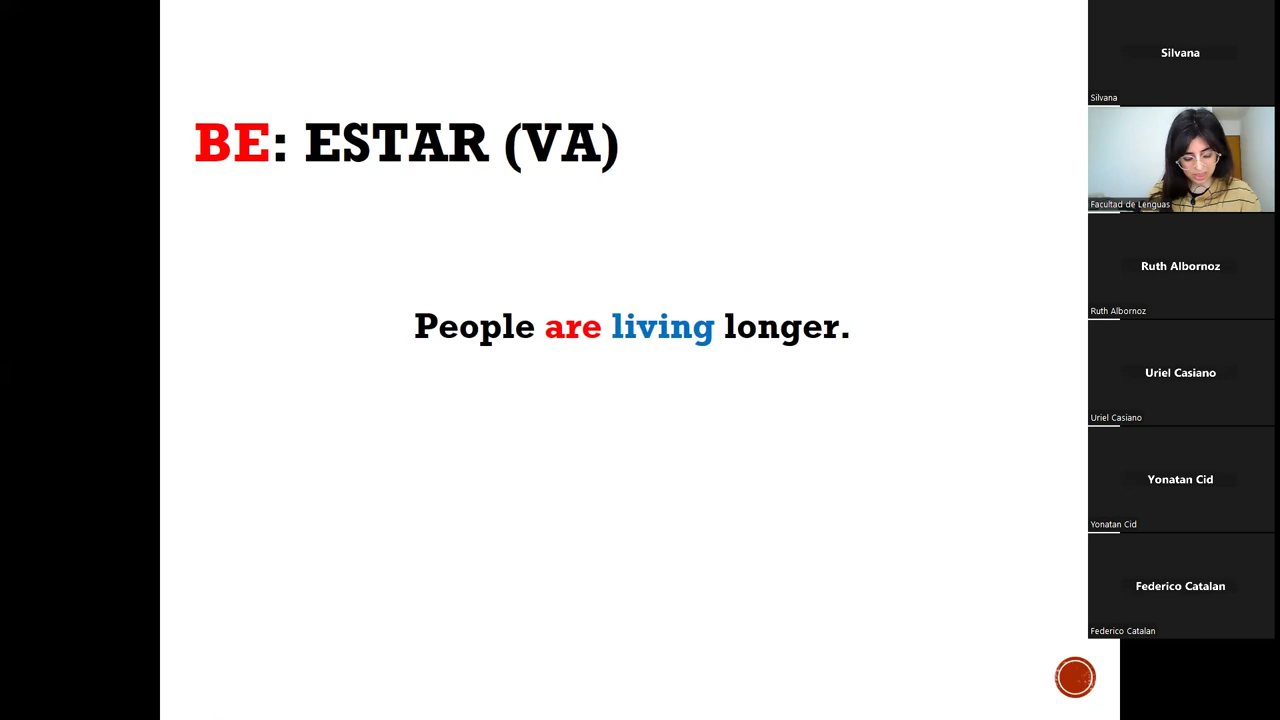 BE: ESTAR (VA)
People are living longer.
Silvana
Silvana
Facultad de Lenguas
Ruth Albornoz
Ruth Albornoz
Uriel Casiano
Uriel Casiano
Yonatan Cid
Yonatan Cid
Federico Catalan
Federico Catalan